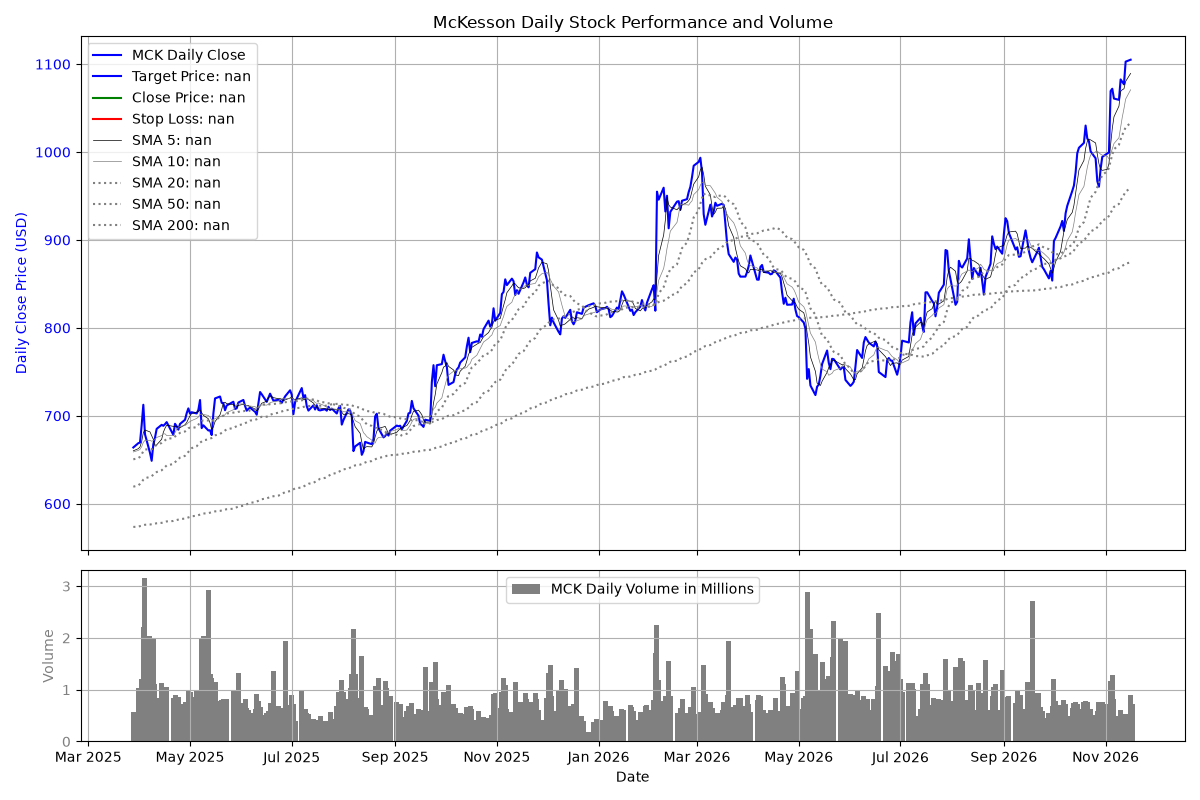 McKesson Daily Stock Performance and Volume
MCK Daily Close
Target Price: nan
Close Price: nan
Stop Loss: nan
SMA 5: nan
SMA 10: nan
SMA 20: nan
SMA 50: nan
SMA 200: nan
1100
1000
900
800
700
600
Daily Close Price (USD)
MCK Daily Volume in Millions
3
2
1
0
Volume
Mar 2025 May 2025 Jul 2025 Sep 2025 Nov 2025 Jan 2026 Mar 2026 May 2026 Jul 2026 Sep 2026 Nov 2026
Date